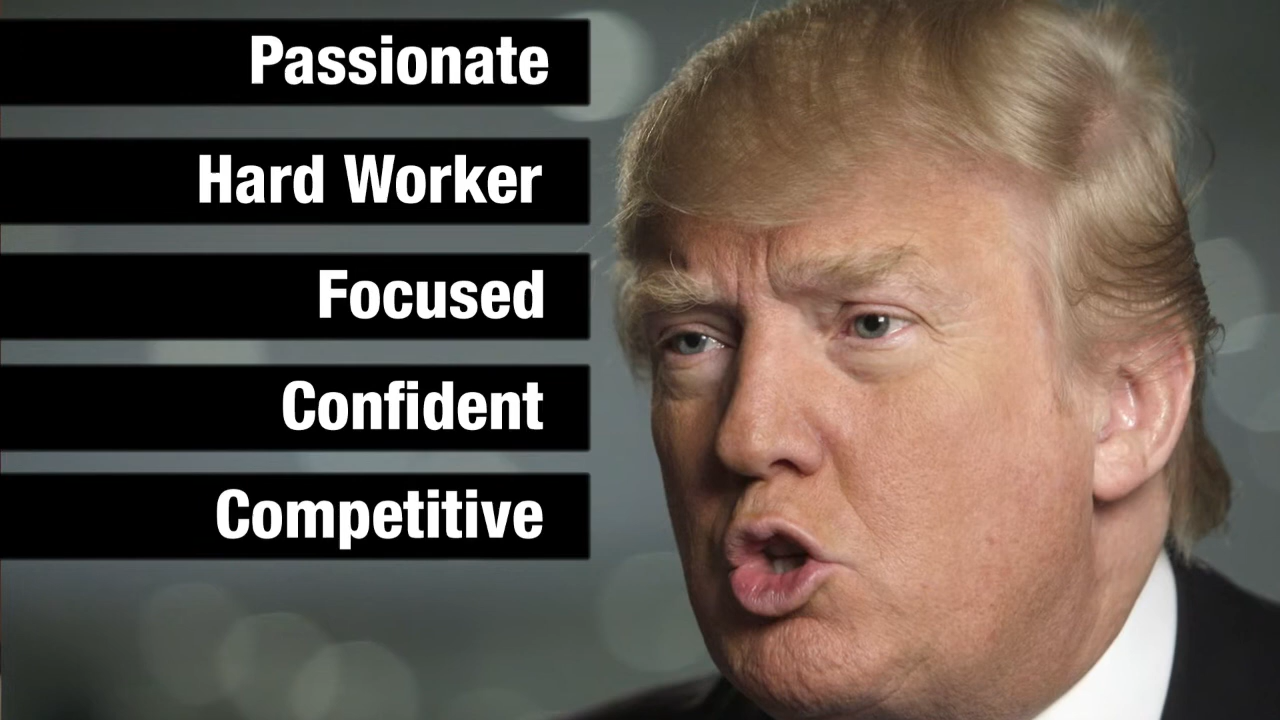 Passionate
Hard Worker
Focused
Confident
Competitive